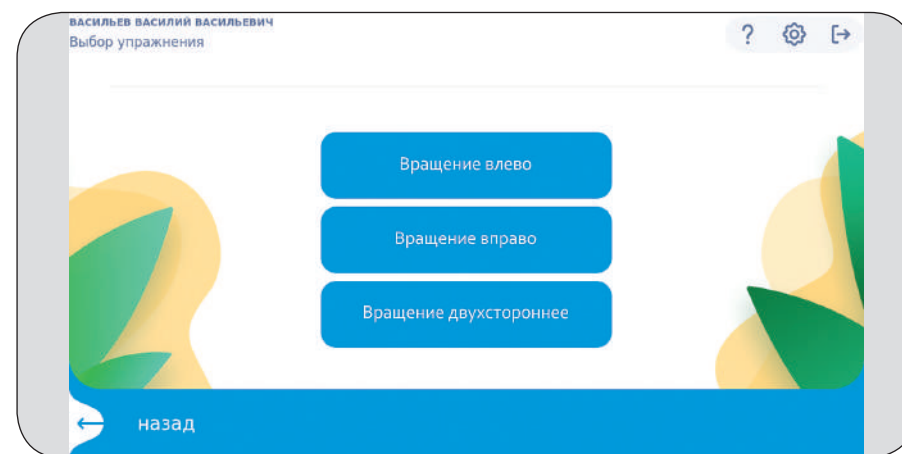 ВАСИЛЬЕВ ВАСИЛИЙ ВАСИЛЬЕВИЧ
Выбор упражнения
?
Вращение влево
Вращение вправо
Вращение двухстороннее
назад